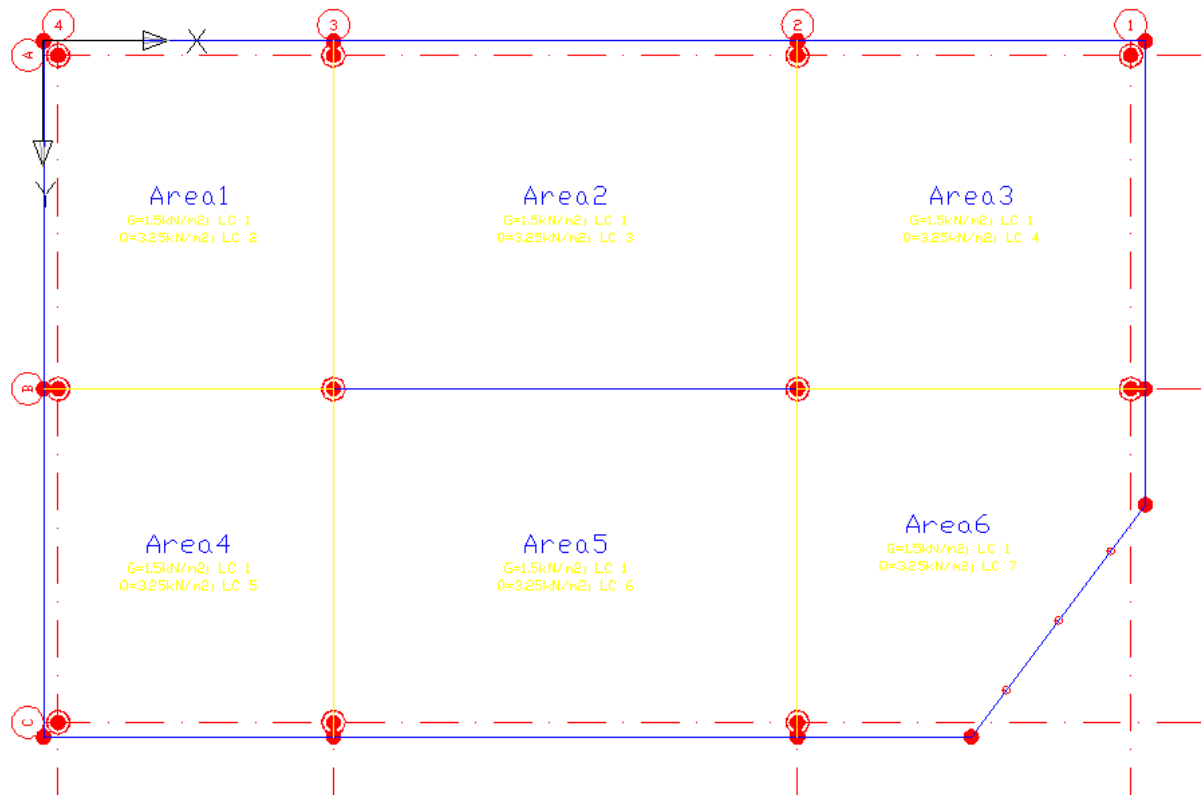 4 3 2 1
X
A
Y
Area1 Area2 Area3
G=1.5kN/m2; LC 1 G=1.5kN/m2; LC 1 G=1.5kN/m2; LC 1
Q=3.25kN/m2; LC 2 Q=3.25kN/m2; LC 3 Q=3.25kN/m2; LC 4
B
Area4 Area5 Area6
G=1.5kN/m2; LC 1 G=1.5kN/m2; LC 1 G=1.5kN/m2; LC 1
Q=3.25kN/m2; LC 5 Q=3.25kN/m2; LC 6 Q=3.25kN/m2; LC 7
C